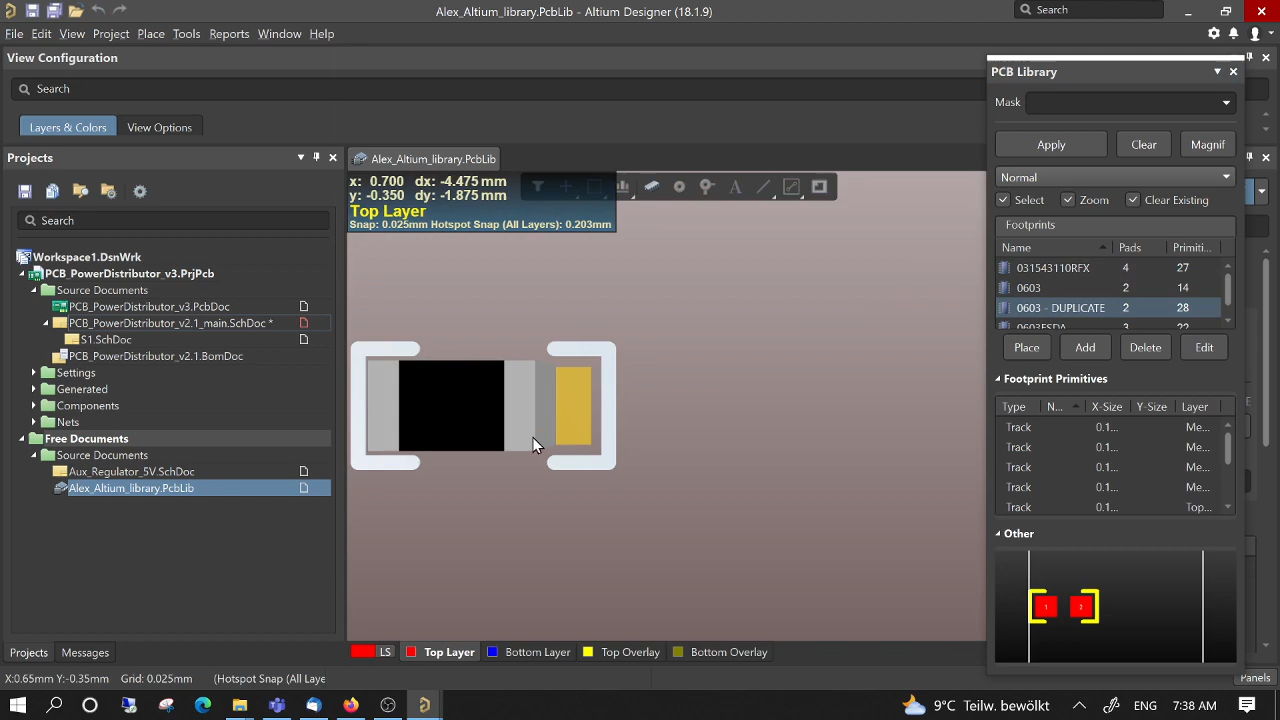 Alex_Altium_library.PcbLib - Altium Designer (18.1.9)
Search
File Edit View Project Place Tools Reports Window Help
View Configuration
Search
Layers & Colors View Options
Projects
Search
Workspace1.DsnWrk
PCB_PowerDistributor_v3.PrjPcb
Source Documents
PCB_PowerDistributor_v3.PcbDoc
PCB_PowerDistributor_v2.1_main.SchDoc *
S1.SchDoc
PCB_PowerDistributor_v2.1.BomDoc
Settings
Generated
Components
Nets
Free Documents
Source Documents
Aux_Regulator_5V.SchDoc
Alex_Altium_library.PcbLib
Projects Messages
Alex_Altium_library.PcbLib
x: 0.700 dx: -4.475 mm
y: -0.350 dy: -1.875 mm
Top Layer
Snap: 0.025mm Hotspot Snap (All Layers): 0.203mm
LS Top Layer Bottom Layer Top Overlay Bottom Overlay
PCB Library
Mask
Apply Clear Magnif
Normal
Select Zoom Clear Existing
Footprints
Name Pads Primiti...
031543110RFX 4 27
0603 2 14
0603 - DUPLICATE 2 28
0603ESDA 3 22
Place Add Delete Edit
Footprint Primitives
Type N... X-Size Y-Size Layer
Track 0.1... Me...
Track 0.1... Me...
Track 0.1... Me...
Track 0.1... Me...
Track 0.1... Top...
Other
1 2
X:0.65mm Y:-0.35mm Grid: 0.025mm (Hotspot Snap (All Laye
Panels
9°C Teilw. bewölkt ENG 7:38 AM